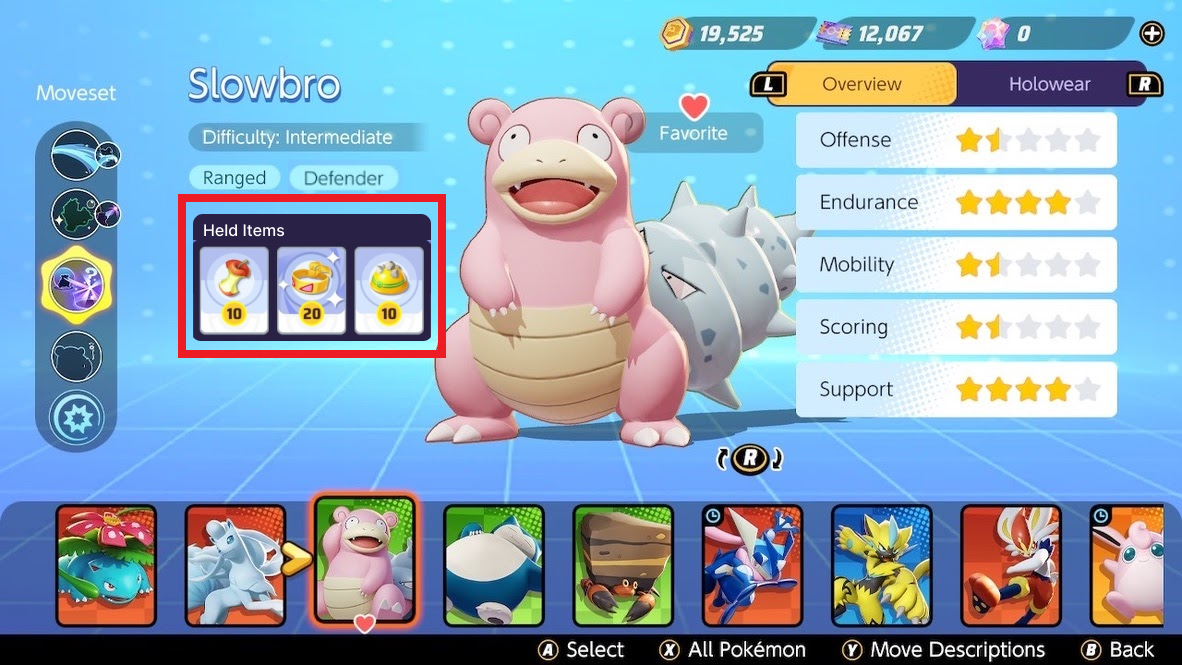 19,525
12,067
0
Moveset
Slowbro
Difficulty: Intermediate
Ranged Defender
Held Items
10 20 10
Favorite
L Overview Holowear R
Offense
Endurance
Mobility
Scoring
Support
R
A Select X All Pokémon Y Move Descriptions B Back